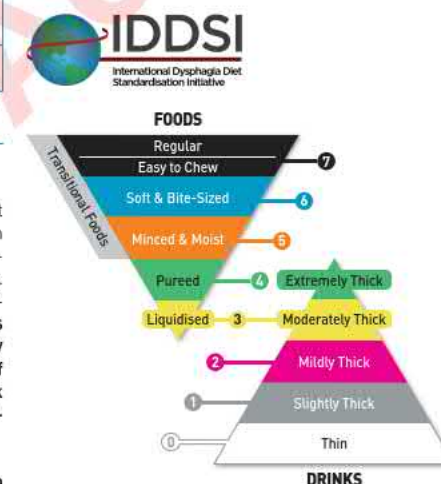 IDDSI
International Dysphagia Diet
Standardisation Initiative
FOODS
Regular
Easy to Chew
7
Transitional Foods
Soft & Bite-Sized
6
Minced & Moist
5
Pureed
4
Extremely Thick
Liquidised
3
Moderately Thick
2
Mildly Thick
1
Slightly Thick
0
Thin
DRINKS